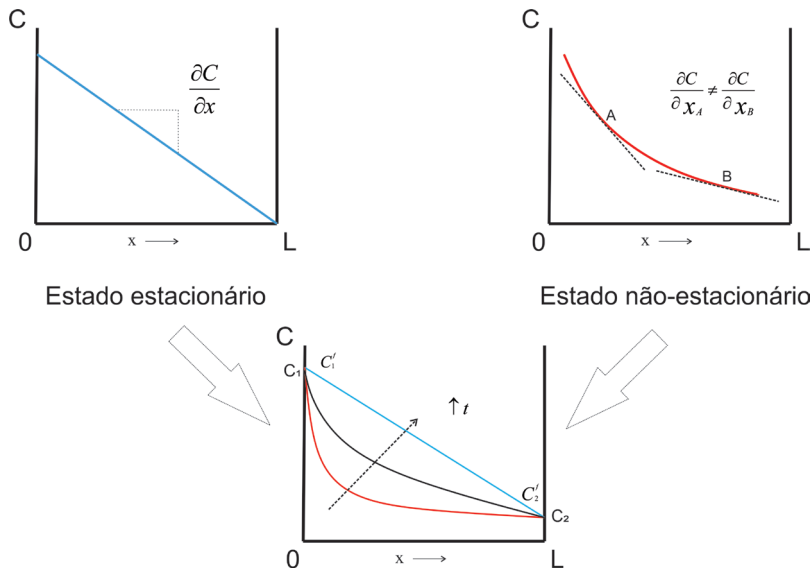 C
∂C
∂x
0
x →
L
Estado estacionário
C
∂C/∂x_A ≠ ∂C/∂x_B
A
B
0
x →
L
Estado não-estacionário
C
C₁
C₁′
↑ t
C₂′
C₂
0
x →
L